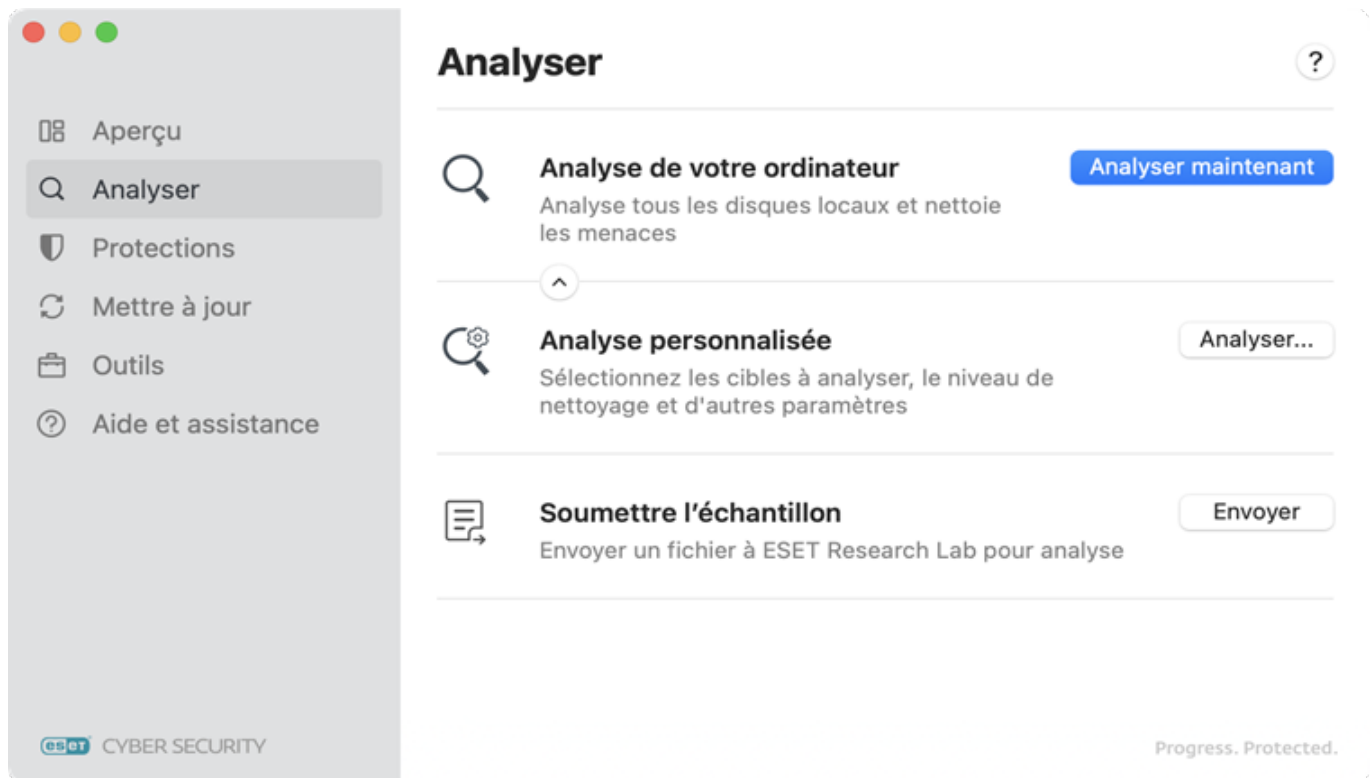 Analyser
?
Aperçu
Analyser
Protections
Mettre à jour
Outils
Aide et assistance
Analyse de votre ordinateur
Analyse tous les disques locaux et nettoie
les menaces
Analyser maintenant
Analyse personnalisée
Sélectionnez les cibles à analyser, le niveau de
nettoyage et d'autres paramètres
Analyser...
Soumettre l’échantillon
Envoyer un fichier à ESET Research Lab pour analyse
Envoyer
eset CYBER SECURITY
Progress. Protected.